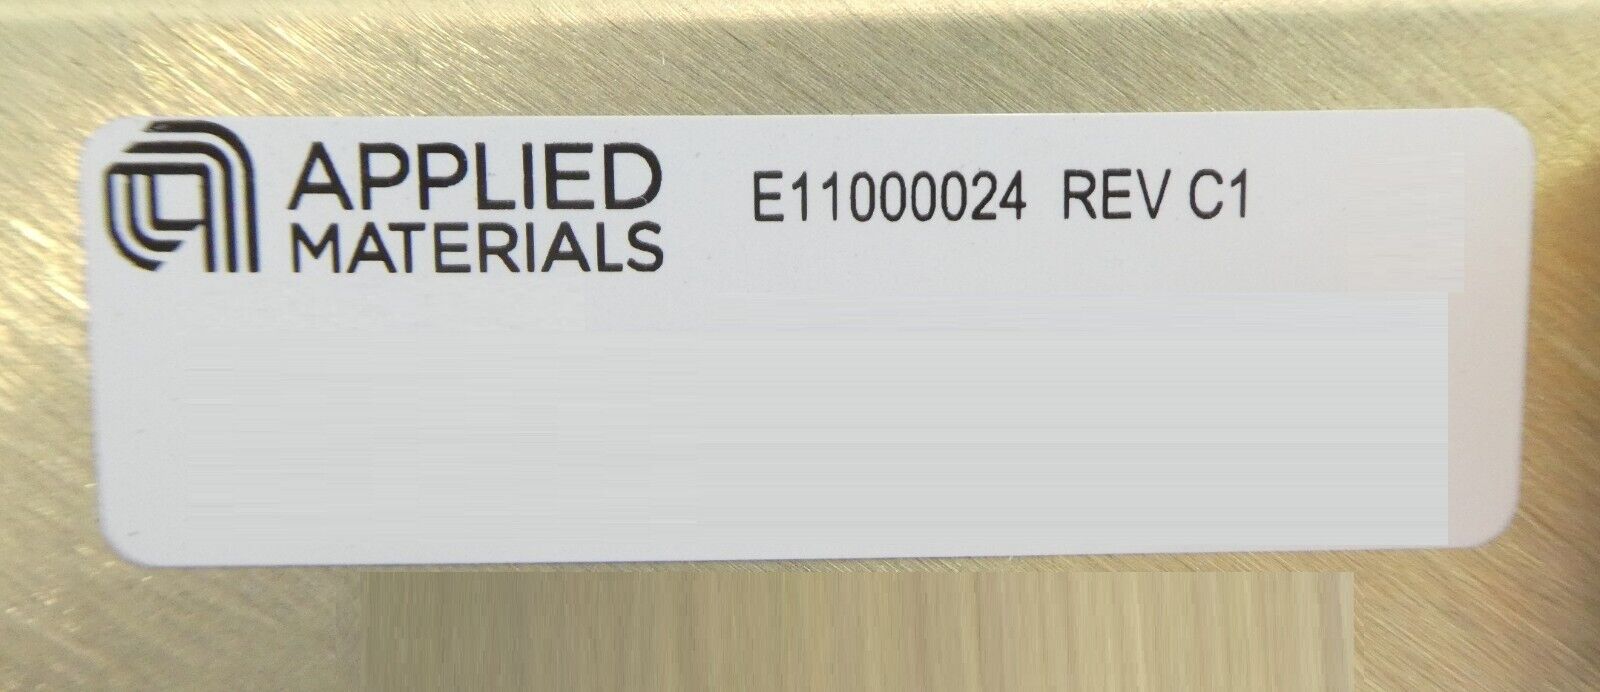 APPLIED
MATERIALS
E11000024 REV C1